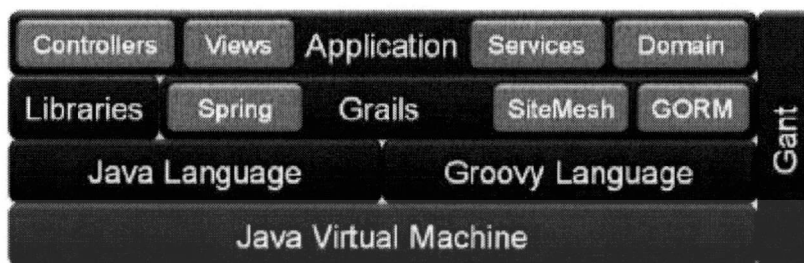 Controllers Views Application Services Domain
Libraries Spring Grails SiteMesh GORM
Java Language Groovy Language
Java Virtual Machine
Gant